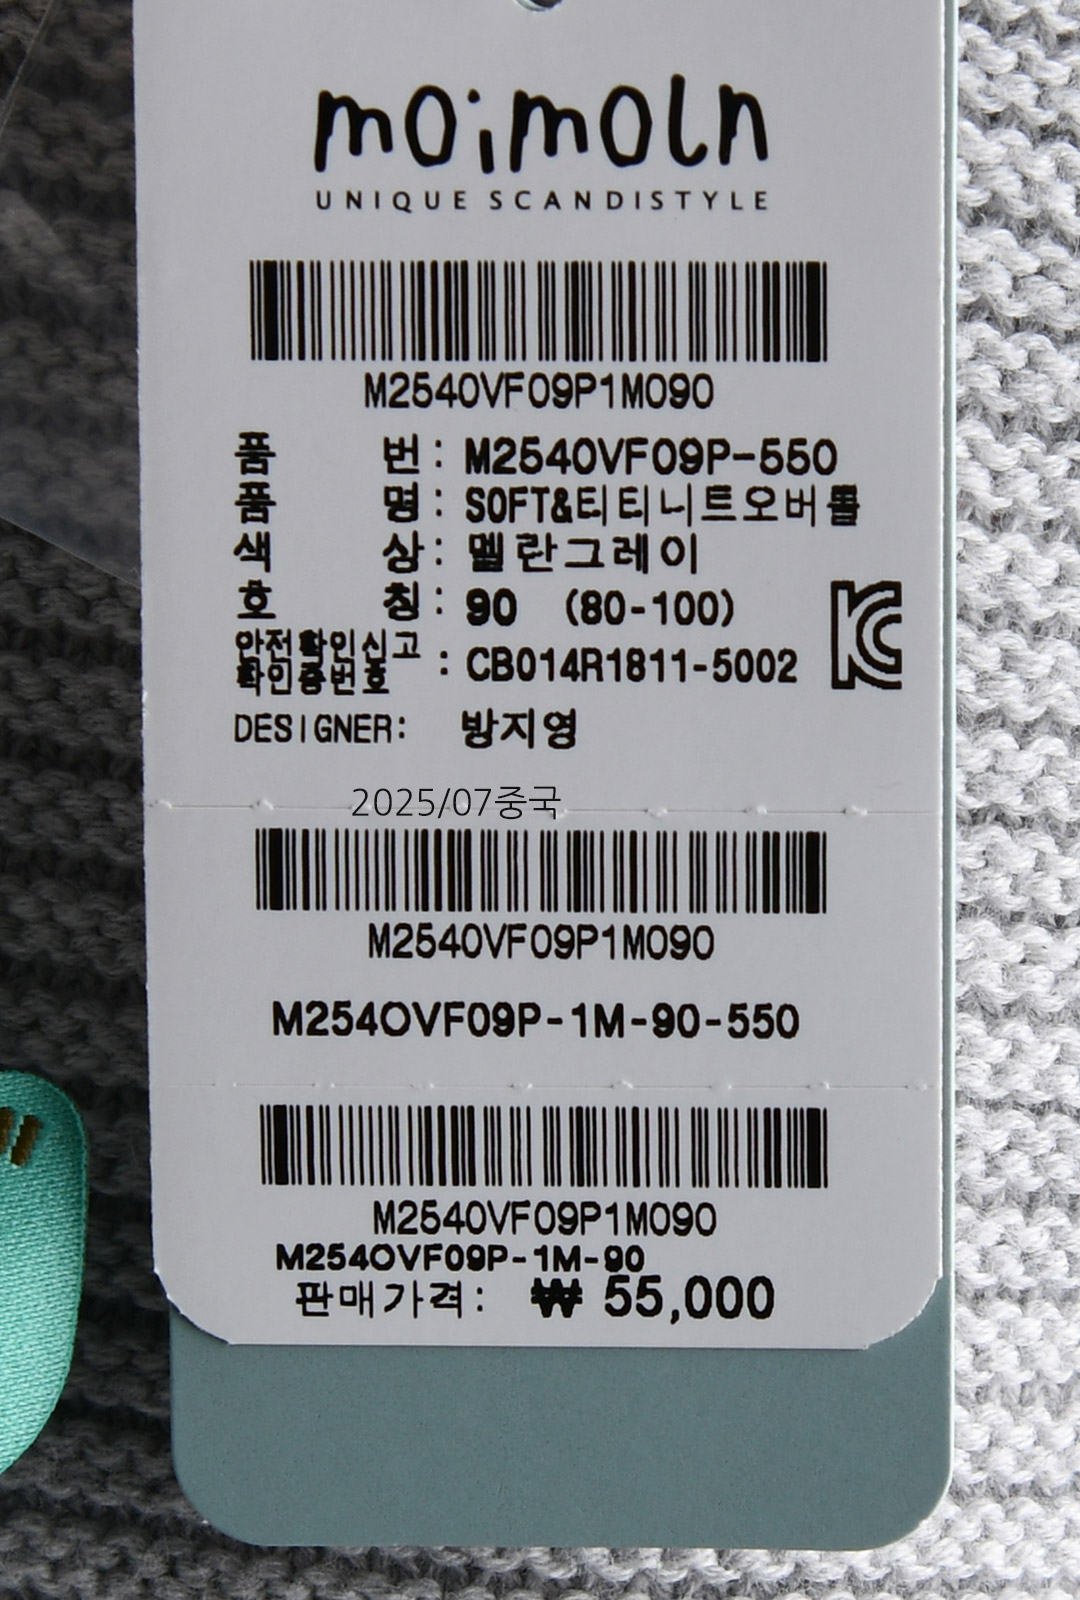 moimoln
UNIQUE SCANDISTYLE
M2540VF09P1M090
품 번 : M2540VF09P-550
품 명 : SOFT&티티니트오버롤
색 상 : 멜란그레이
호 칭 : 90 (80-100)
안전확인신고
확인증번호 : CB014R1811-5002
DESIGNER: 방지영
2025/07중국
M2540VF09P1M090
M2540VF09P-1M-90-550
M2540VF09P1M090
M2540VF09P-1M-90
판매가격: ₩ 55,000